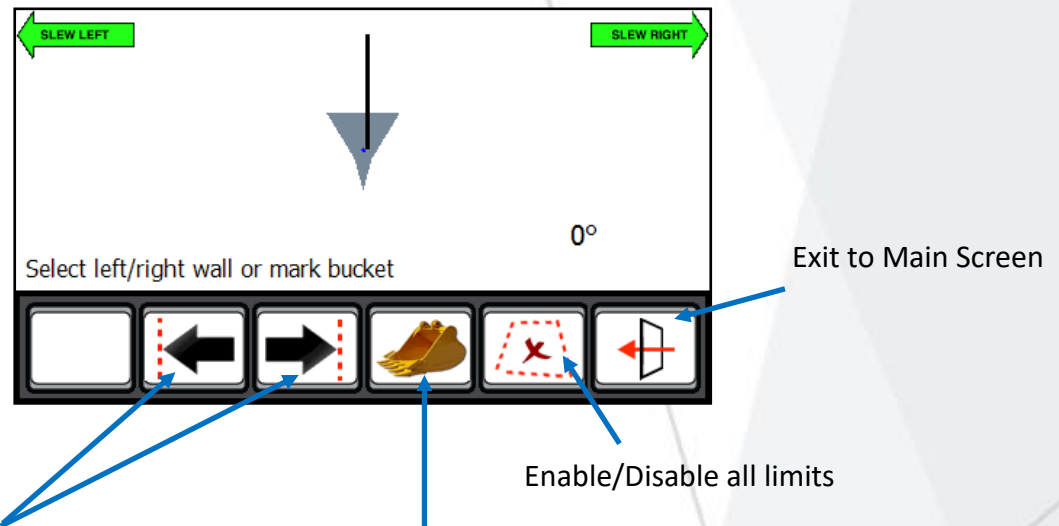 SLEW LEFT
SLEW RIGHT
0°
Select left/right wall or mark bucket
Exit to Main Screen
Enable/Disable all limits